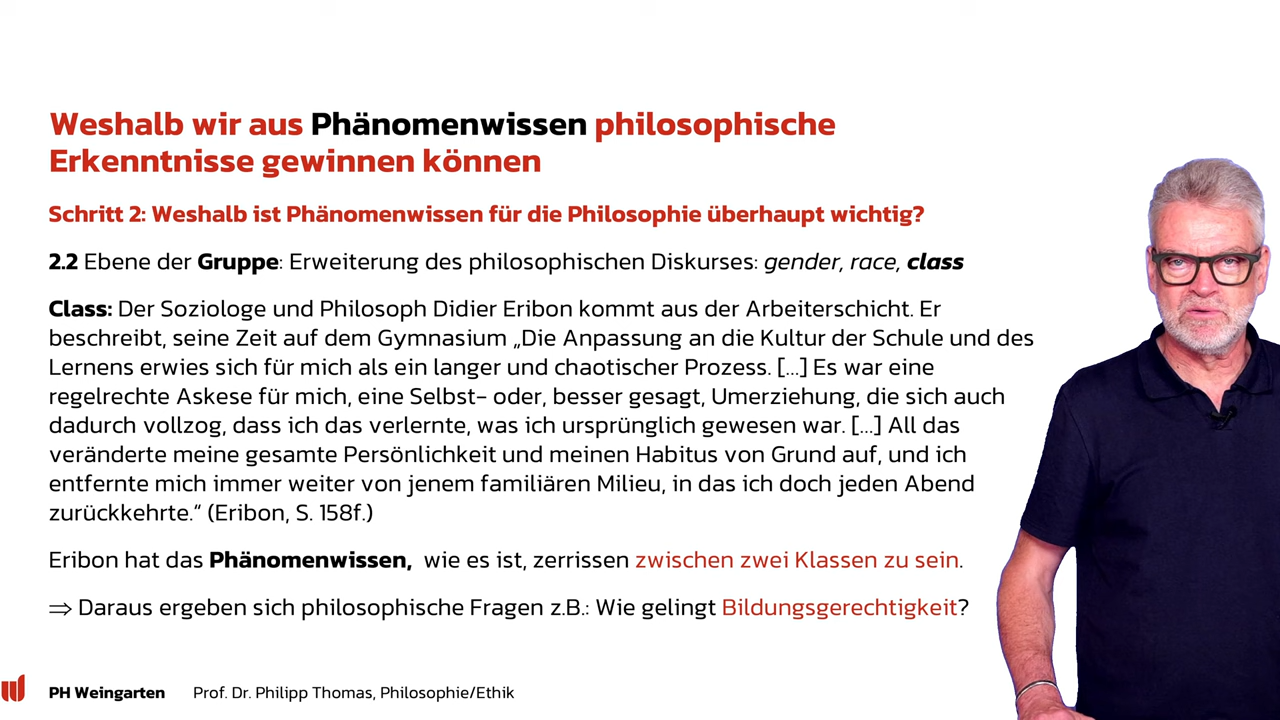 Weshalb wir aus Phänomenwissen philosophische
Erkenntnisse gewinnen können
Schritt 2: Weshalb ist Phänomenwissen für die Philosophie überhaupt wichtig?
2.2 Ebene der Gruppe: Erweiterung des philosophischen Diskurses: gender, race, class
Class: Der Soziologe und Philosoph Didier Eribon kommt aus der Arbeiterschicht. Er
beschreibt, seine Zeit auf dem Gymnasium „Die Anpassung an die Kultur der Schule und des
Lernens erwies sich für mich als ein langer und chaotischer Prozess. [...] Es war eine
regelrechte Askese für mich, eine Selbst- oder, besser gesagt, Umerziehung, die sich auch
dadurch vollzog, dass ich das verlernte, was ich ursprünglich gewesen war. [...] All das
veränderte meine gesamte Persönlichkeit und meinen Habitus von Grund auf, und ich
entfernte mich immer weiter von jenem familiären Milieu, in das ich doch jeden Abend
zurückkehrte.“ (Eribon, S. 158f.)
Eribon hat das Phänomenwissen, wie es ist, zerrissen zwischen zwei Klassen zu sein.
⇒ Daraus ergeben sich philosophische Fragen z.B.: Wie gelingt Bildungsgerechtigkeit?
PH Weingarten Prof. Dr. Philipp Thomas, Philosophie/Ethik